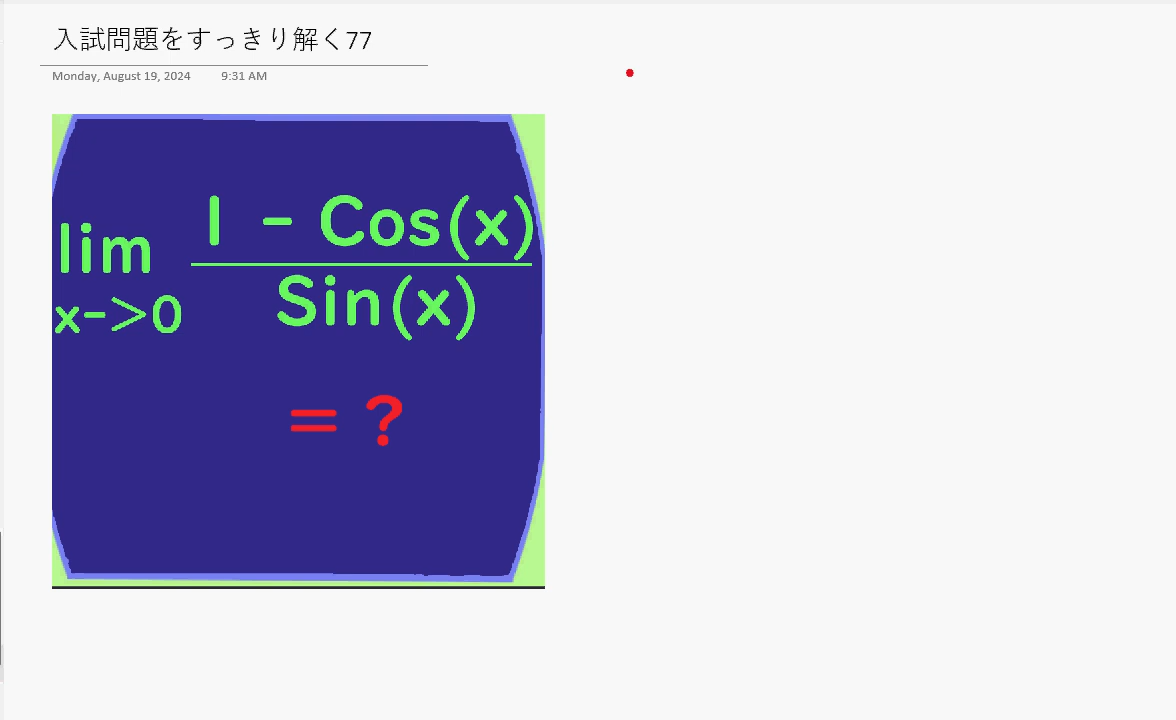 入試問題をすっきり解く77
Monday, August 19, 2024 9:31 AM
1 - Cos(x)
lim
Sin(x)
x->0
= ?